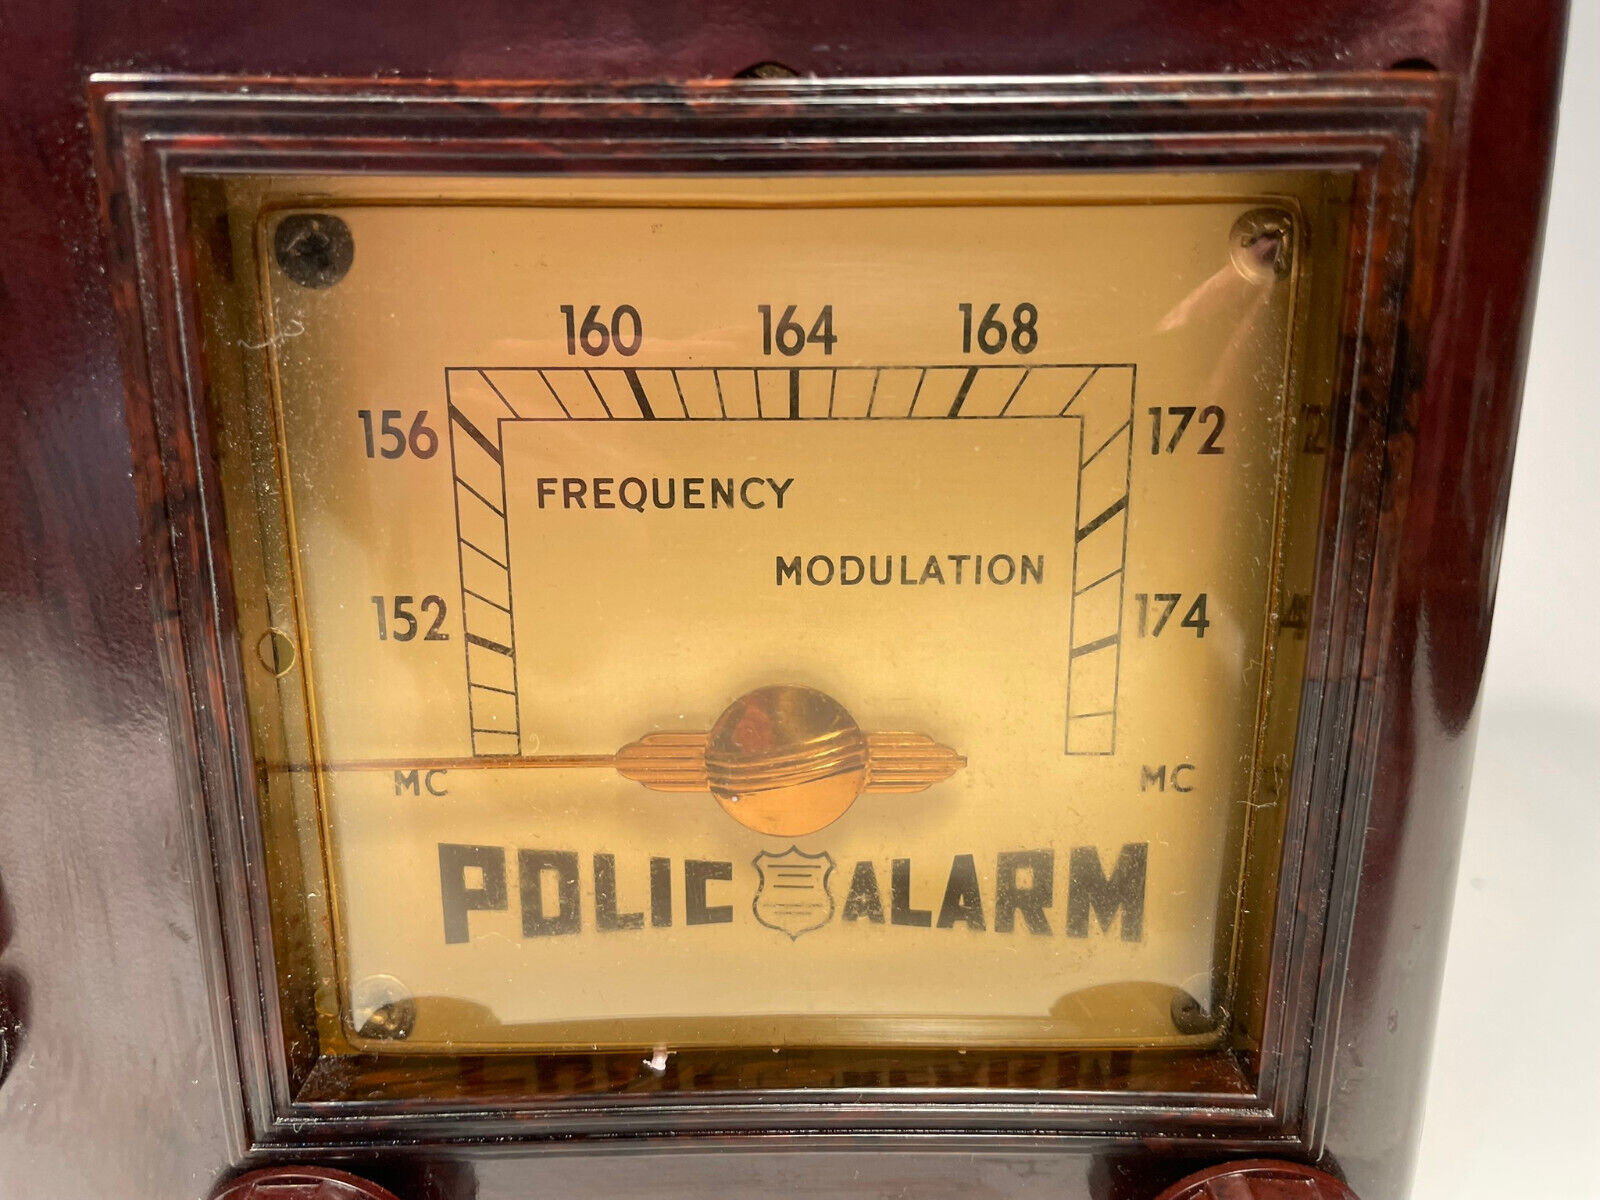 160 164 168
156 172
FREQUENCY
MODULATION
152 174
MC MC
POLIC ALARM